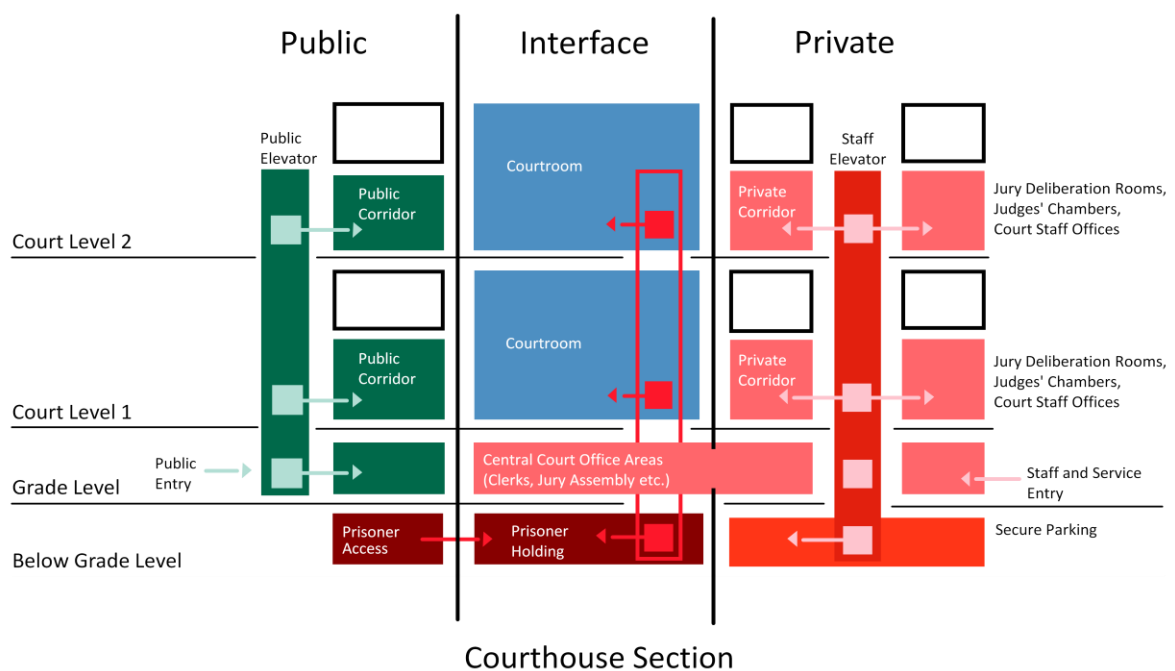 Public
Interface
Private
Public
Elevator
Staff
Elevator
Courtroom
Public
Corridor
Private
Corridor
Jury Deliberation Rooms,
Judges' Chambers,
Court Staff Offices
Court Level 2
Courtroom
Public
Corridor
Private
Corridor
Jury Deliberation Rooms,
Judges' Chambers,
Court Staff Offices
Court Level 1
Public
Entry
Central Court Office Areas
(Clerks, Jury Assembly etc.)
Staff and Service
Entry
Grade Level
Prisoner
Access
Prisoner
Holding
Secure Parking
Below Grade Level
Courthouse Section